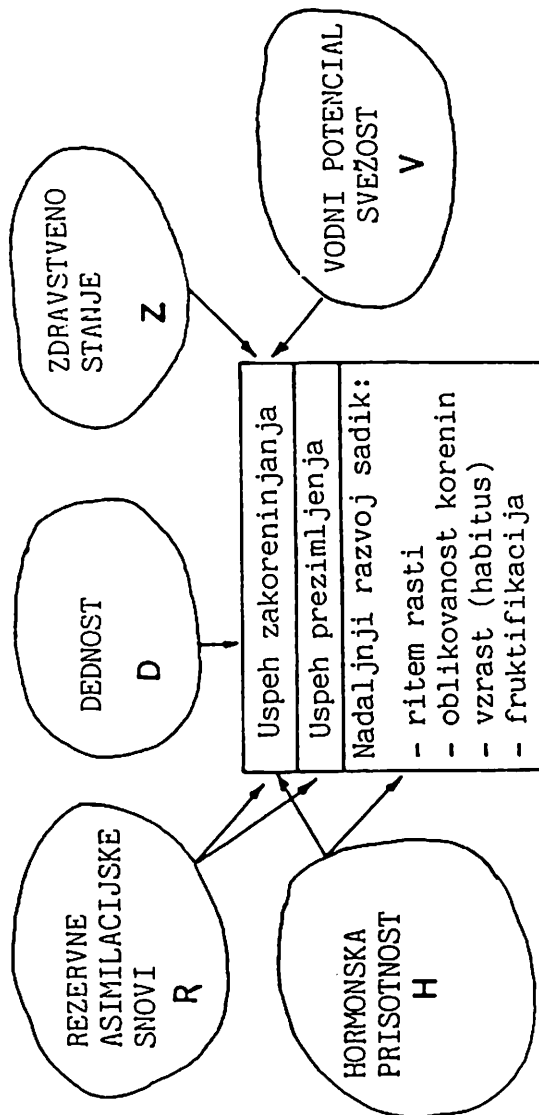 REZERVNE
ASIMILACIJSKE
SNOVI
R
DEDNOST
D
ZDRAVSTVENO
STANJE
Z
HORMONSKA
PRISOTNOST
H
VODNI POTENCIAL
SVEŽOST
V
Uspeh zakoreninjanja
Uspeh prezimljenja
Nadaljnji razvoj sadik:
- ritem rasti
- oblikovanost korenin
- vzrast (habitus)
- fruktifikacija